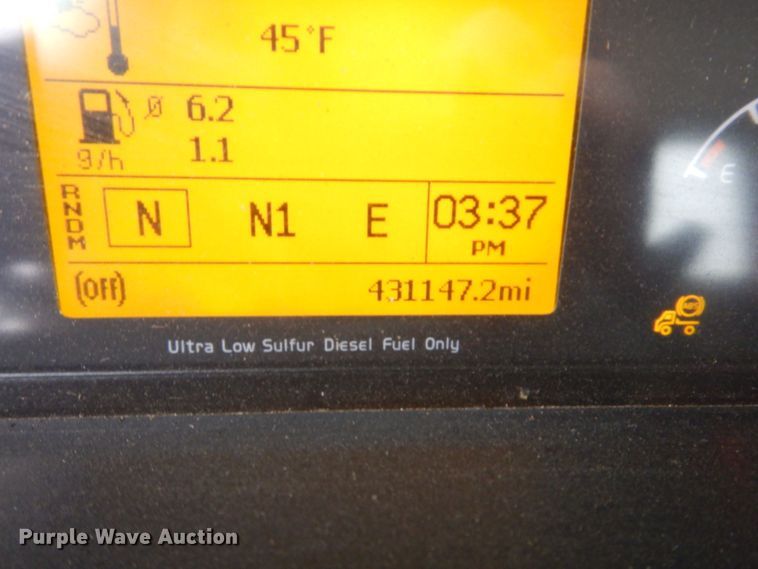 45°F
Ø 6.2
g/h 1.1
RNDM N N1 E 03:37 PM
(OFF) 431147.2mi
E
Ultra Low Sulfur Diesel Fuel Only
Purple Wave Auction